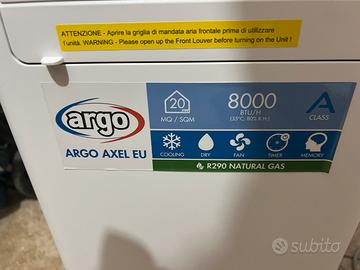 ATTENZIONE - Aprire la griglia di mandata aria frontale prima di utilizzare
l'unità. WARNING - Please open up the Front Louver before turning on the Unit !
argo
ARGO AXEL EU
20
MQ / SQM
8000
BTU/H
(35°C, 80% R.H.)
A
CLASS
COOLING
DRY
FAN
TIMER
MEMORY
R290 NATURAL GAS
subito